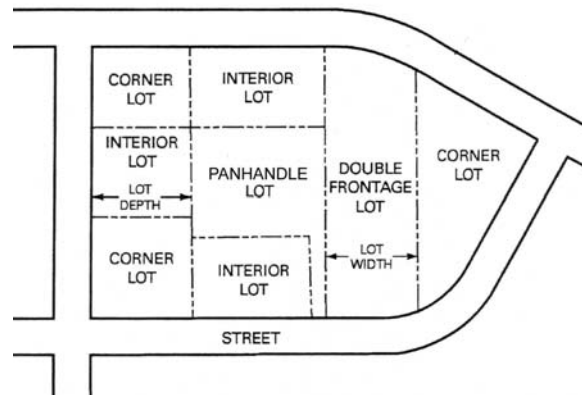 CORNER
LOT
INTERIOR
LOT
INTERIOR
LOT
LOT
DEPTH
PANHANDLE
LOT
DOUBLE
FRONTAGE
LOT
CORNER
LOT
CORNER
LOT
INTERIOR
LOT
LOT
WIDTH
STREET